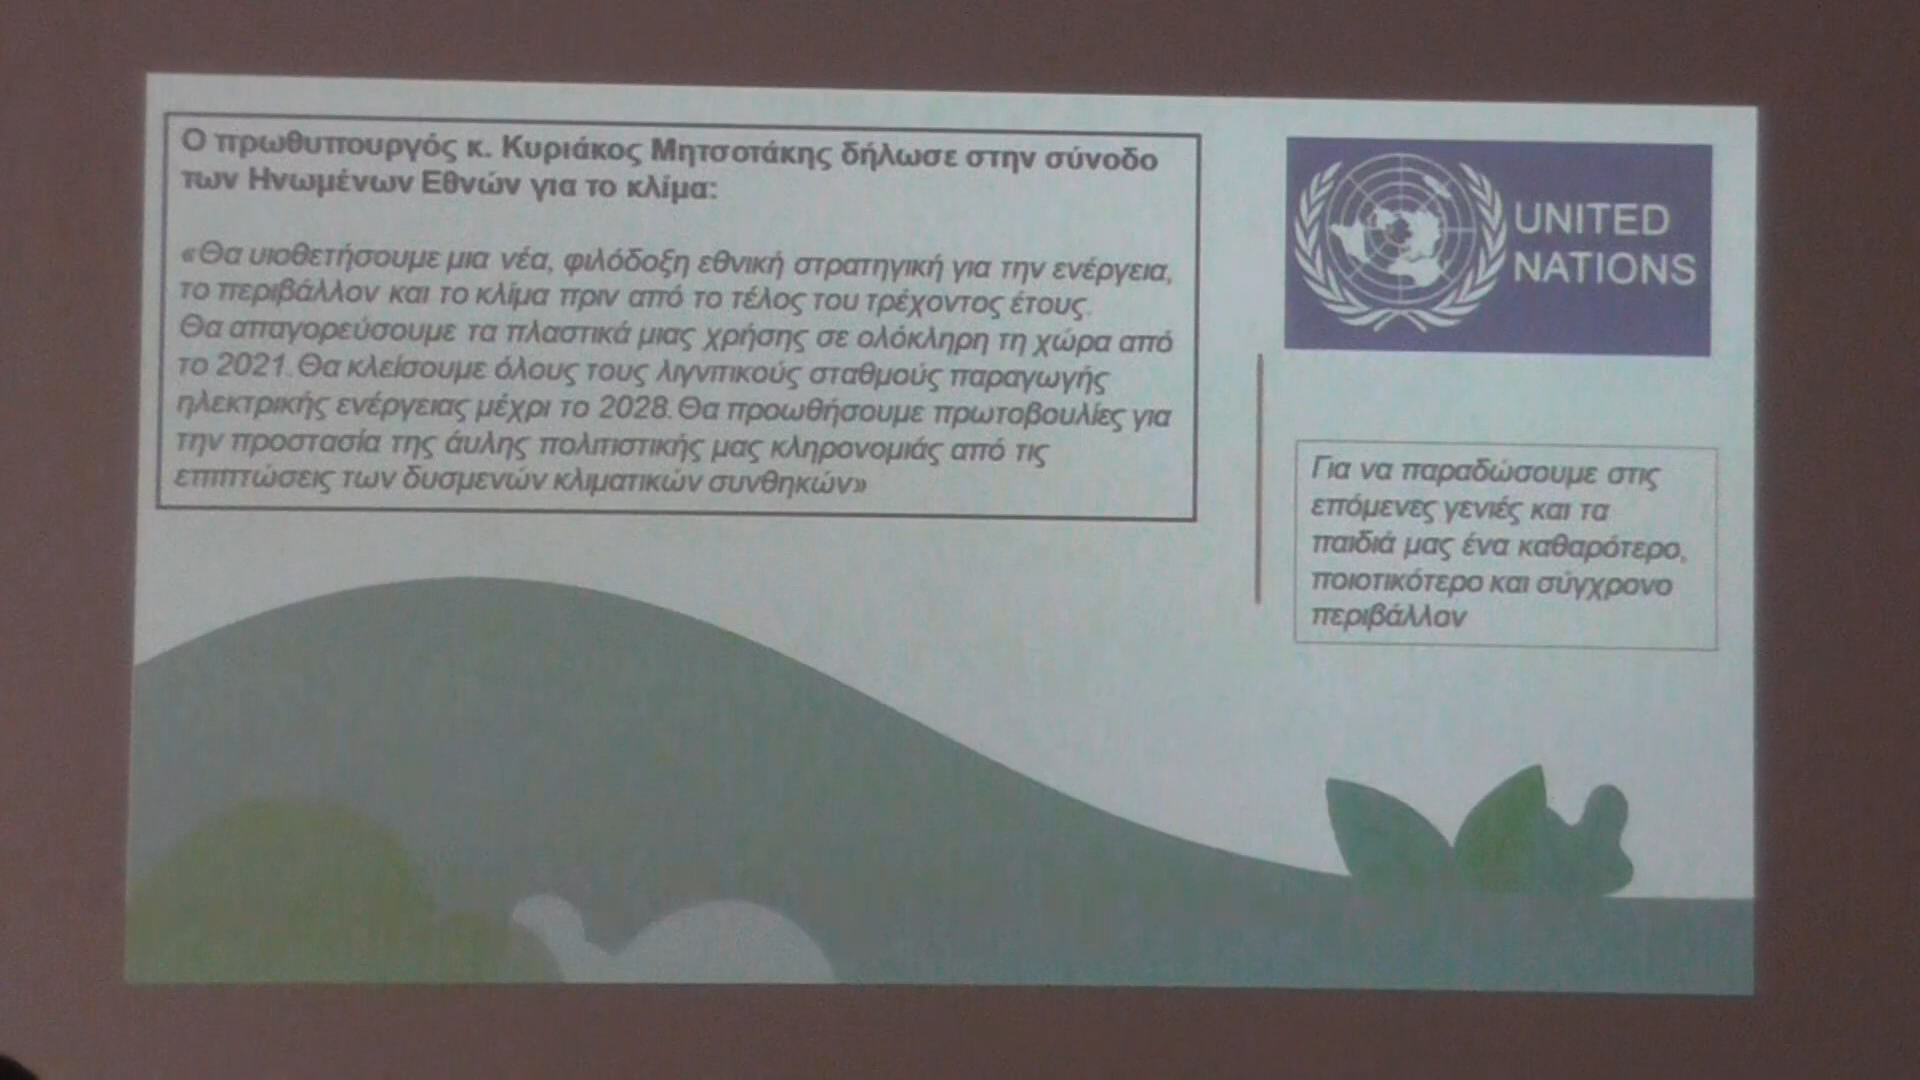 Ο πρωθυπουργός κ. Κυριάκος Μητσοτάκης δήλωσε στην σύνοδο
των Ηνωμένων Εθνών για το κλίμα:
«Θα υιοθετήσουμε μια νέα, φιλόδοξη εθνική στρατηγική για την ενέργεια,
το περιβάλλον και το κλίμα πριν από το τέλος του τρέχοντος έτους.
Θα απαγορεύσουμε τα πλαστικά μιας χρήσης σε ολόκληρη τη χώρα από
το 2021. Θα κλείσουμε όλους τους λιγνιτικούς σταθμούς παραγωγής
ηλεκτρικής ενέργειας μέχρι το 2028. Θα προωθήσουμε πρωτοβουλίες για
την προστασία της άυλης πολιτιστικής μας κληρονομιάς από τις
επιπτώσεις των δυσμενών κλιματικών συνθηκών»
UNITED
NATIONS
Για να παραδώσουμε στις
επόμενες γενιές και τα
παιδιά μας ένα καθαρότερο,
ποιοτικότερο και σύγχρονο
περιβάλλον